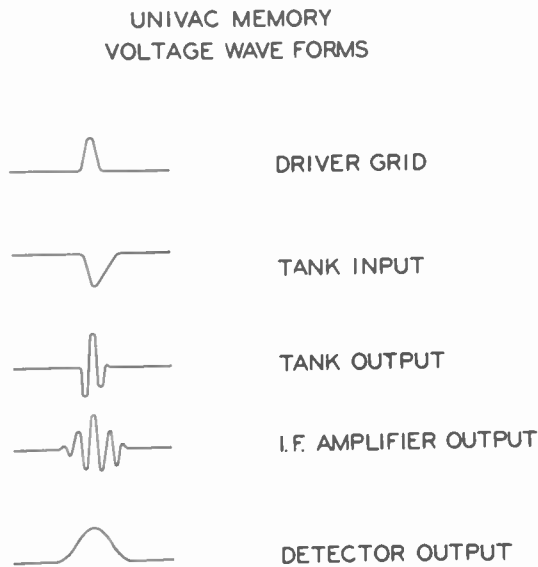 UNIVAC MEMORY
VOLTAGE WAVE FORMS
DRIVER GRID
TANK INPUT
TANK OUTPUT
I.F. AMPLIFIER OUTPUT
DETECTOR OUTPUT